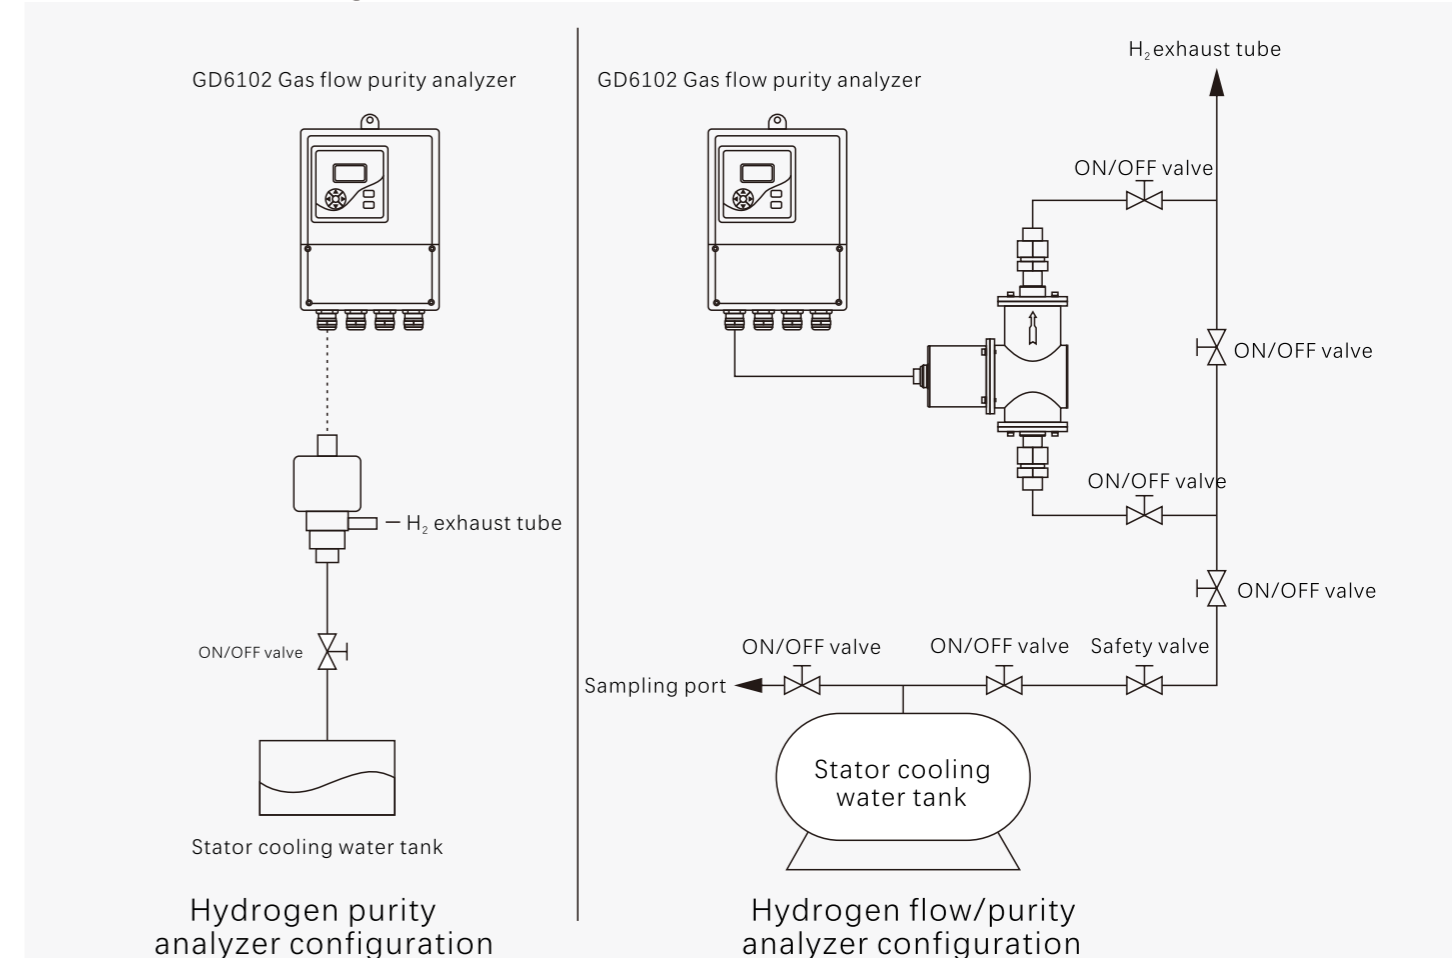 GD6102 Gas flow purity analyzer
H₂ exhaust tube
ON/OFF valve
Stator cooling water tank
Hydrogen purity
analyzer configuration
H₂ exhaust tube
GD6102 Gas flow purity analyzer
ON/OFF valve
ON/OFF valve
ON/OFF valve
ON/OFF valve
ON/OFF valve
ON/OFF valve
Safety valve
Sampling port
Stator cooling
water tank
Hydrogen flow/purity
analyzer configuration